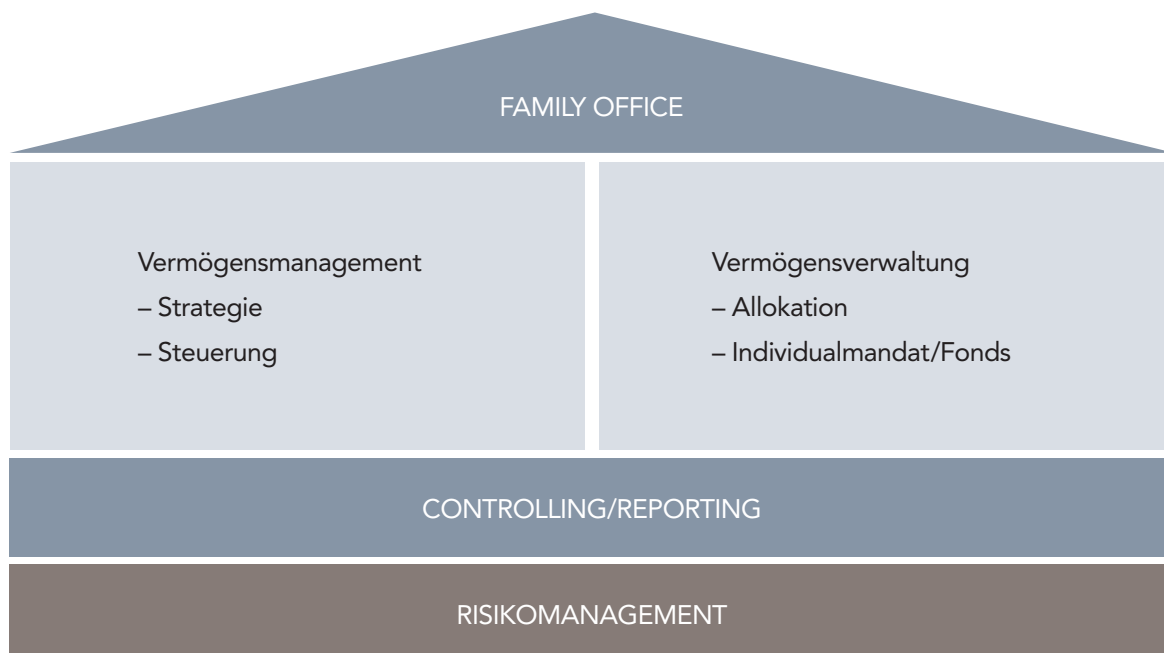 FAMILY OFFICE
Vermögensmanagement
– Strategie
– Steuerung
Vermögensverwaltung
– Allokation
– Individualmandat/Fonds
CONTROLLING/REPORTING
RISIKOMANAGEMENT